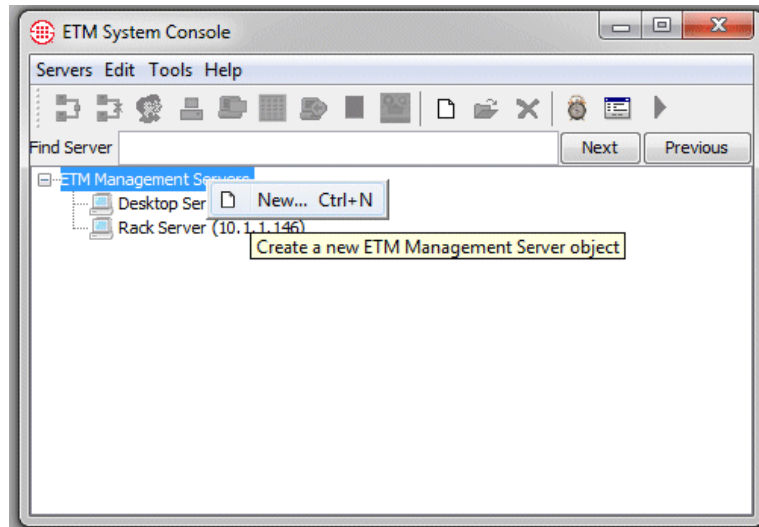 ETM System Console
Servers Edit Tools Help
Find Server
Next Previous
ETM Management Servers
Desktop Ser
New... Ctrl+N
Rack Server (10.1.1.146)
Create a new ETM Management Server object